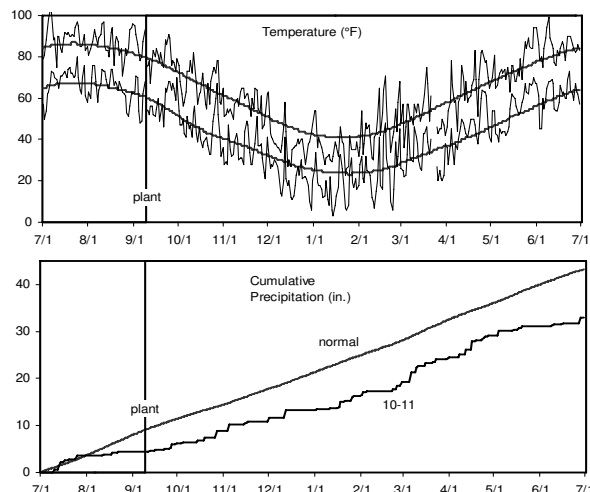 Temperature (°F)
100
80
60
40
20
0
plant
7/1 8/1 9/1 10/1 11/1 12/1 1/1 2/1 3/1 4/1 5/1 6/1 7/1
Cumulative
Precipitation (in.)
40
30
20
10
0
normal
plant
10-11
7/1 8/1 9/1 10/1 11/1 12/1 1/1 2/1 3/1 4/1 5/1 6/1 7/1